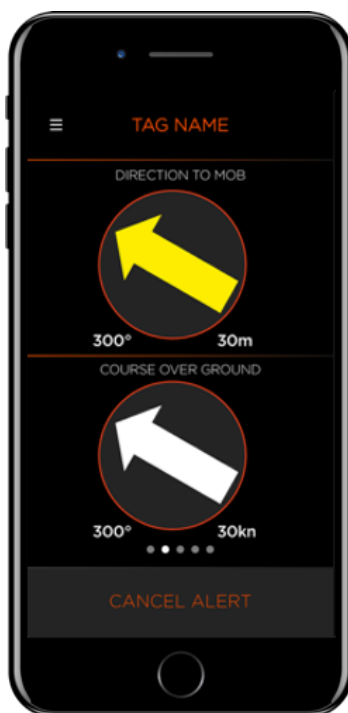 TAG NAME
DIRECTION TO MOB
300° 30m
COURSE OVER GROUND
300° 30kn
CANCEL ALERT